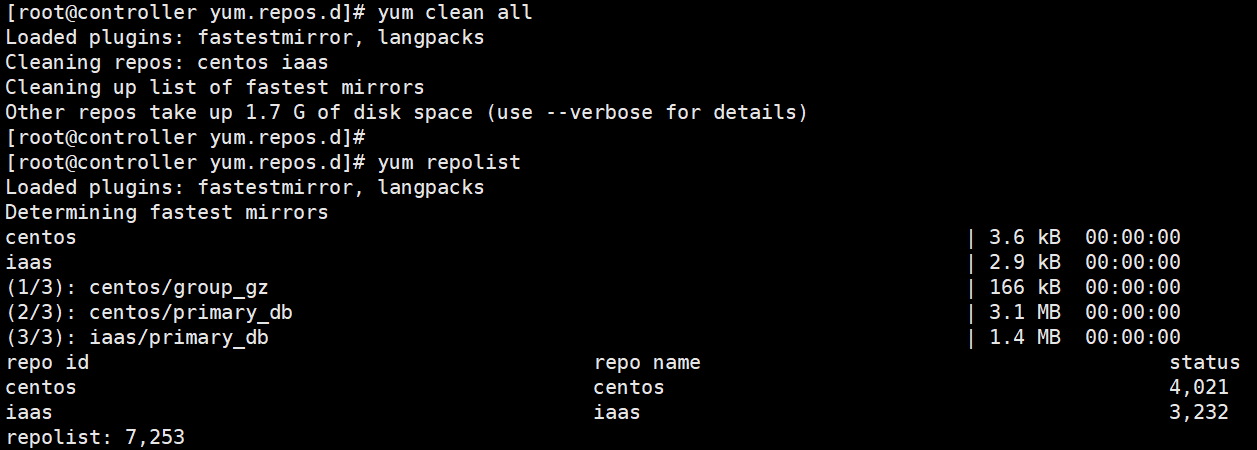 [root@controller yum.repos.d]# yum clean all
Loaded plugins: fastestmirror, langpacks
Cleaning repos: centos iaas
Cleaning up list of fastest mirrors
Other repos take up 1.7 G of disk space (use --verbose for details)
[root@controller yum.repos.d]#
[root@controller yum.repos.d]# yum repolist
Loaded plugins: fastestmirror, langpacks
Determining fastest mirrors
centos | 3.6 kB 00:00:00
iaas | 2.9 kB 00:00:00
(1/3): centos/group_gz | 166 kB 00:00:00
(2/3): centos/primary_db | 3.1 MB 00:00:00
(3/3): iaas/primary_db | 1.4 MB 00:00:00
repo id repo name status
centos centos 4,021
iaas iaas 3,232
repolist: 7,253